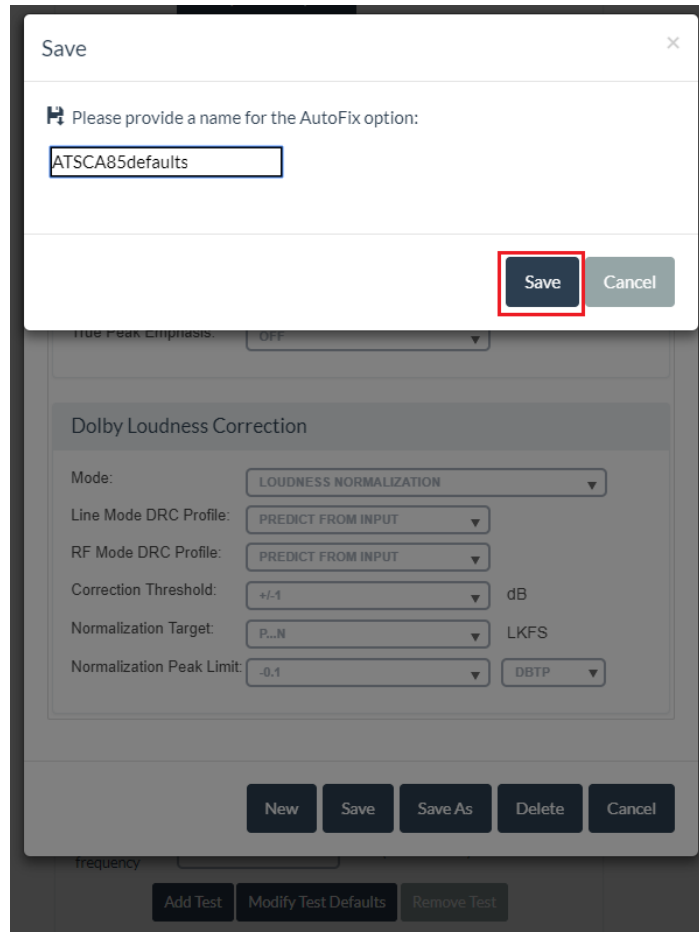 Save
×
Please provide a name for the AutoFix option:
ATSCA85defaults
Save Cancel
True Peak Emphasis: OFF
Dolby Loudness Correction
Mode: LOUDNESS NORMALIZATION
Line Mode DRC Profile: PREDICT FROM INPUT
RF Mode DRC Profile: PREDICT FROM INPUT
Correction Threshold: +/-1 dB
Normalization Target: P...N LKFS
Normalization Peak Limit: -0.1 DBTP
New Save Save As Delete Cancel
frequency
Add Test Modify Test Defaults Remove Test